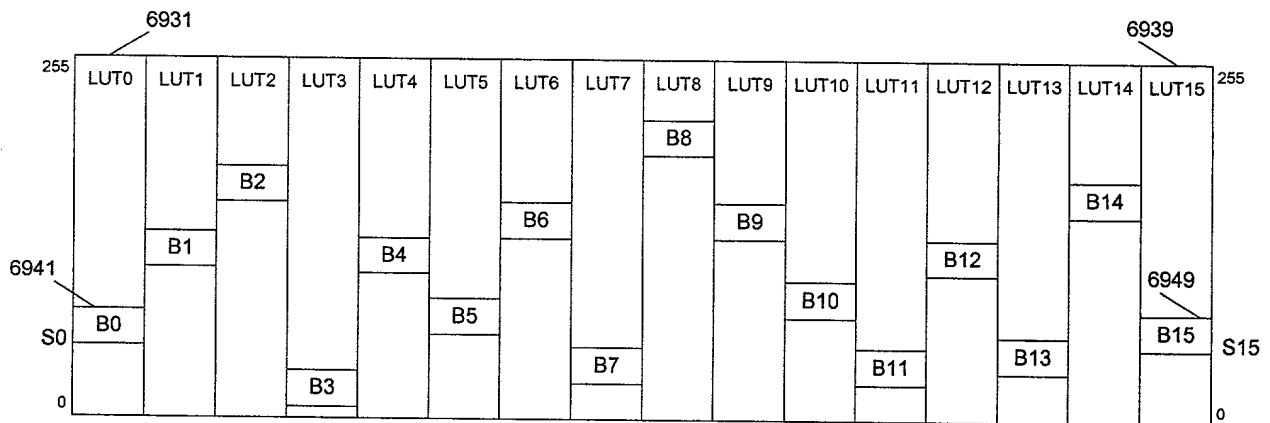 6931 6939
255 LUT0 LUT1 LUT2 LUT3 LUT4 LUT5 LUT6 LUT7 LUT8 LUT9 LUT10 LUT11 LUT12 LUT13 LUT14 LUT15 255
B8
B2
B14
B6 B9
B1
B4 B12
6941 6949
B10
B0 B5
S0 B15 S15
B7 B13
B11
B3
0 0